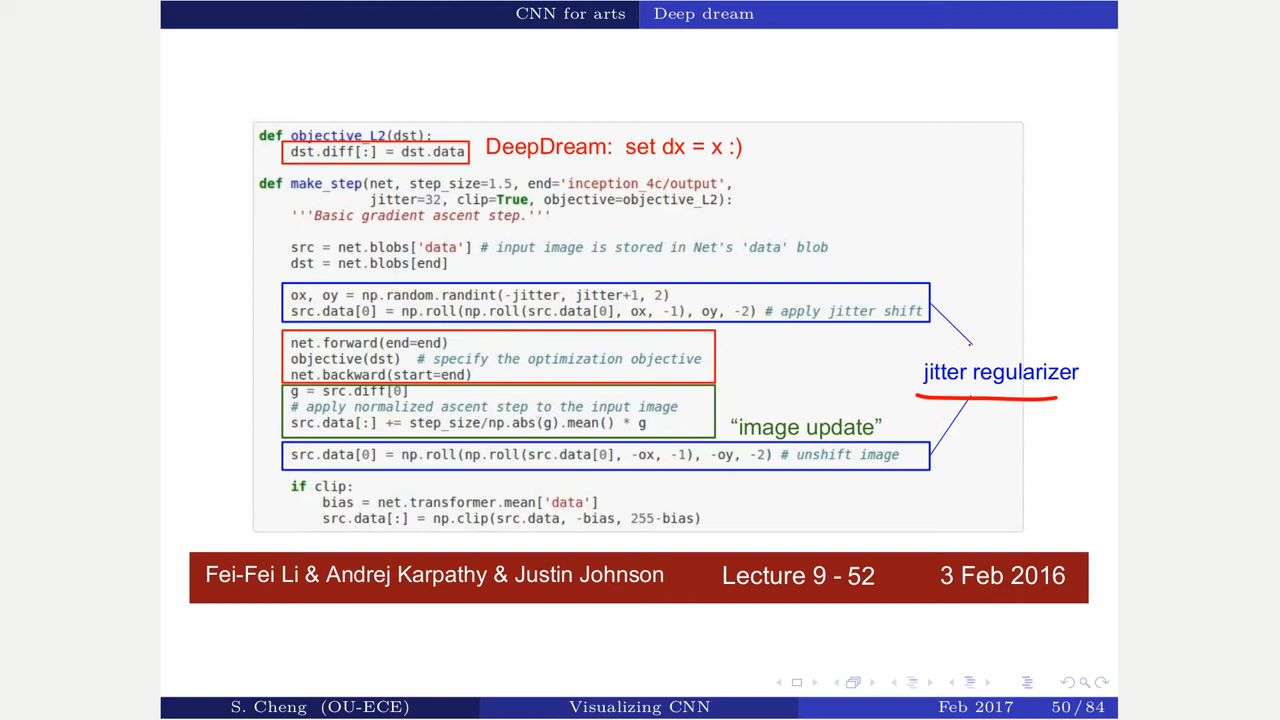 CNN for arts Deep dream
def objective_L2(dst):
dst.diff[:] = dst.data
DeepDream: set dx = x :)
def make_step(net, step_size=1.5, end='inception_4c/output',
jitter=32, clip=True, objective=objective_L2):
'''Basic gradient ascent step.'''
src = net.blobs['data'] # input image is stored in Net's 'data' blob
dst = net.blobs[end]
ox, oy = np.random.randint(-jitter, jitter+1, 2)
src.data[0] = np.roll(np.roll(src.data[0], ox, -1), oy, -2) # apply jitter shift
net.forward(end=end)
objective(dst) # specify the optimization objective
net.backward(start=end)
jitter regularizer
g = src.diff[0]
# apply normalized ascent step to the input image
src.data[:] += step_size/np.abs(g).mean() * g
“image update”
src.data[0] = np.roll(np.roll(src.data[0], -ox, -1), -oy, -2) # unshift image
if clip:
bias = net.transformer.mean['data']
src.data[:] = np.clip(src.data, -bias, 255-bias)
Fei-Fei Li & Andrej Karpathy & Justin Johnson Lecture 9 - 52 3 Feb 2016
S. Cheng (OU-ECE) Visualizing CNN Feb 2017 50 / 84